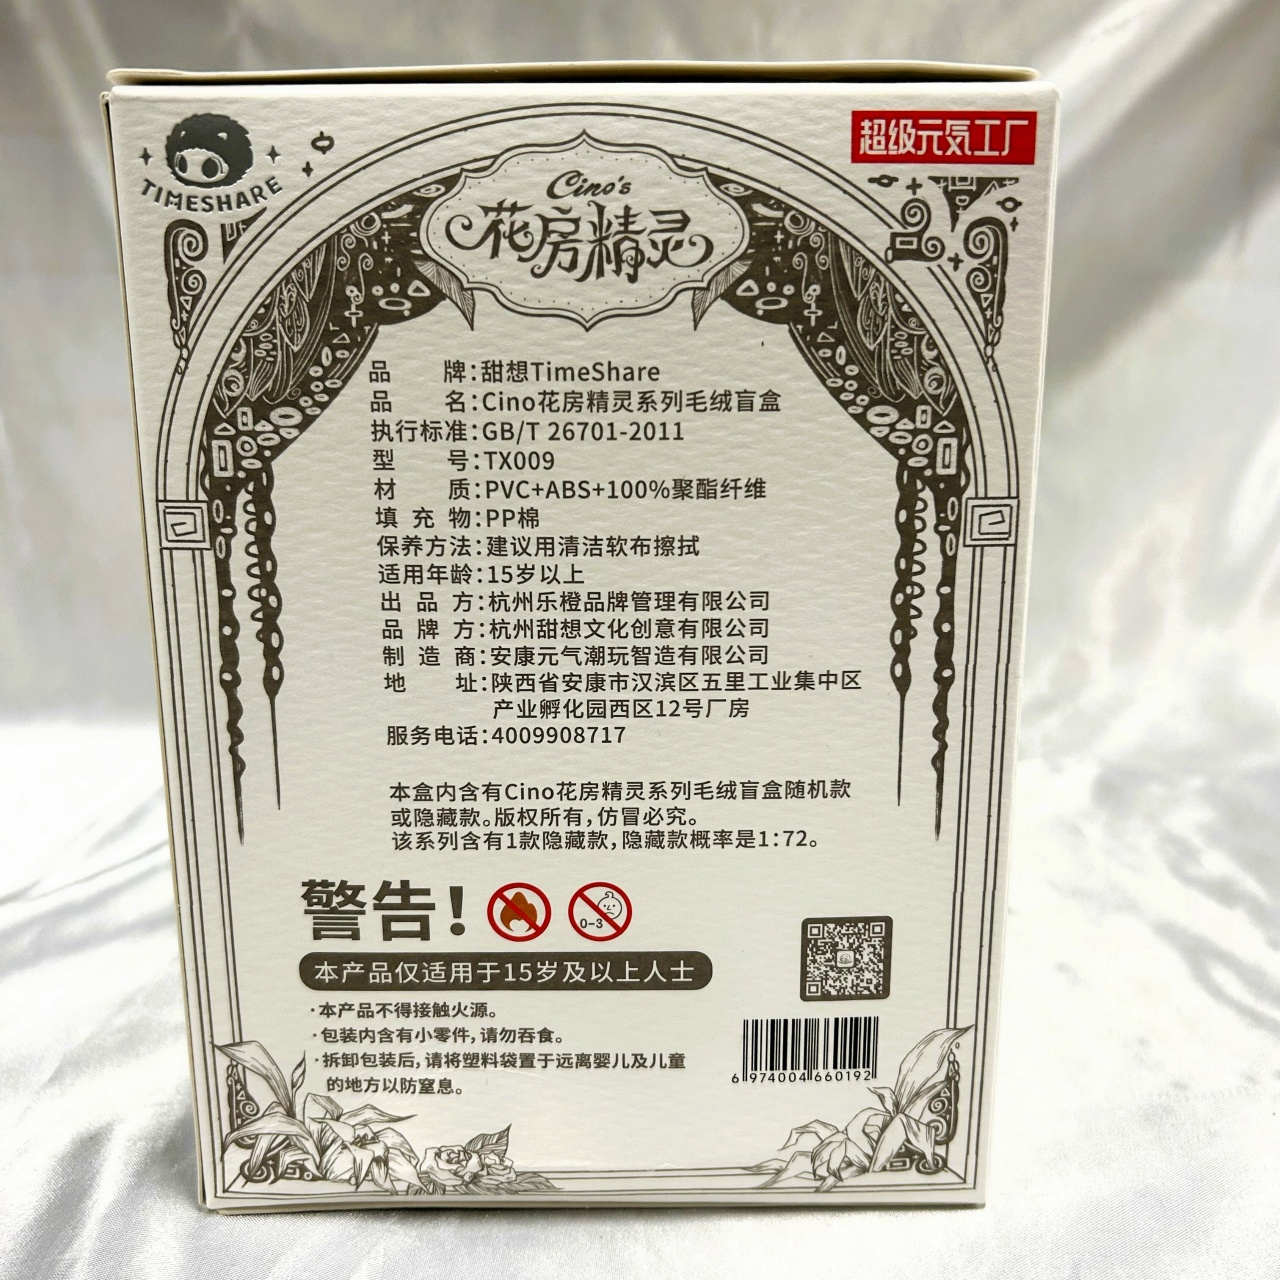 TIMESHARE
超级元気工厂
Cino's
花房精灵
品 牌:甜想TimeShare
品 名:Cino花房精灵系列毛绒盲盒
执行标准:GB/T 26701-2011
型 号:TX009
材 质:PVC+ABS+100%聚酯纤维
填 充 物:PP棉
保养方法:建议用清洁软布擦拭
适用年龄:15岁以上
出 品 方:杭州乐橙品牌管理有限公司
品 牌 方:杭州甜想文化创意有限公司
制 造 商:安康元气潮玩智造有限公司
地 址:陕西省安康市汉滨区五里工业集中区
产业孵化园西区12号厂房
服务电话:4009908717
本盒内含有Cino花房精灵系列毛绒盲盒随机款
或隐藏款。版权所有,仿冒必究。
该系列含有1款隐藏款,隐藏款概率是1:72。
警告!
0-3
本产品仅适用于15岁及以上人士
·本产品不得接触火源。
·包装内含有小零件,请勿吞食。
·拆卸包装后,请将塑料袋置于远离婴儿及儿童
的地方以防窒息。
6 974004 660192